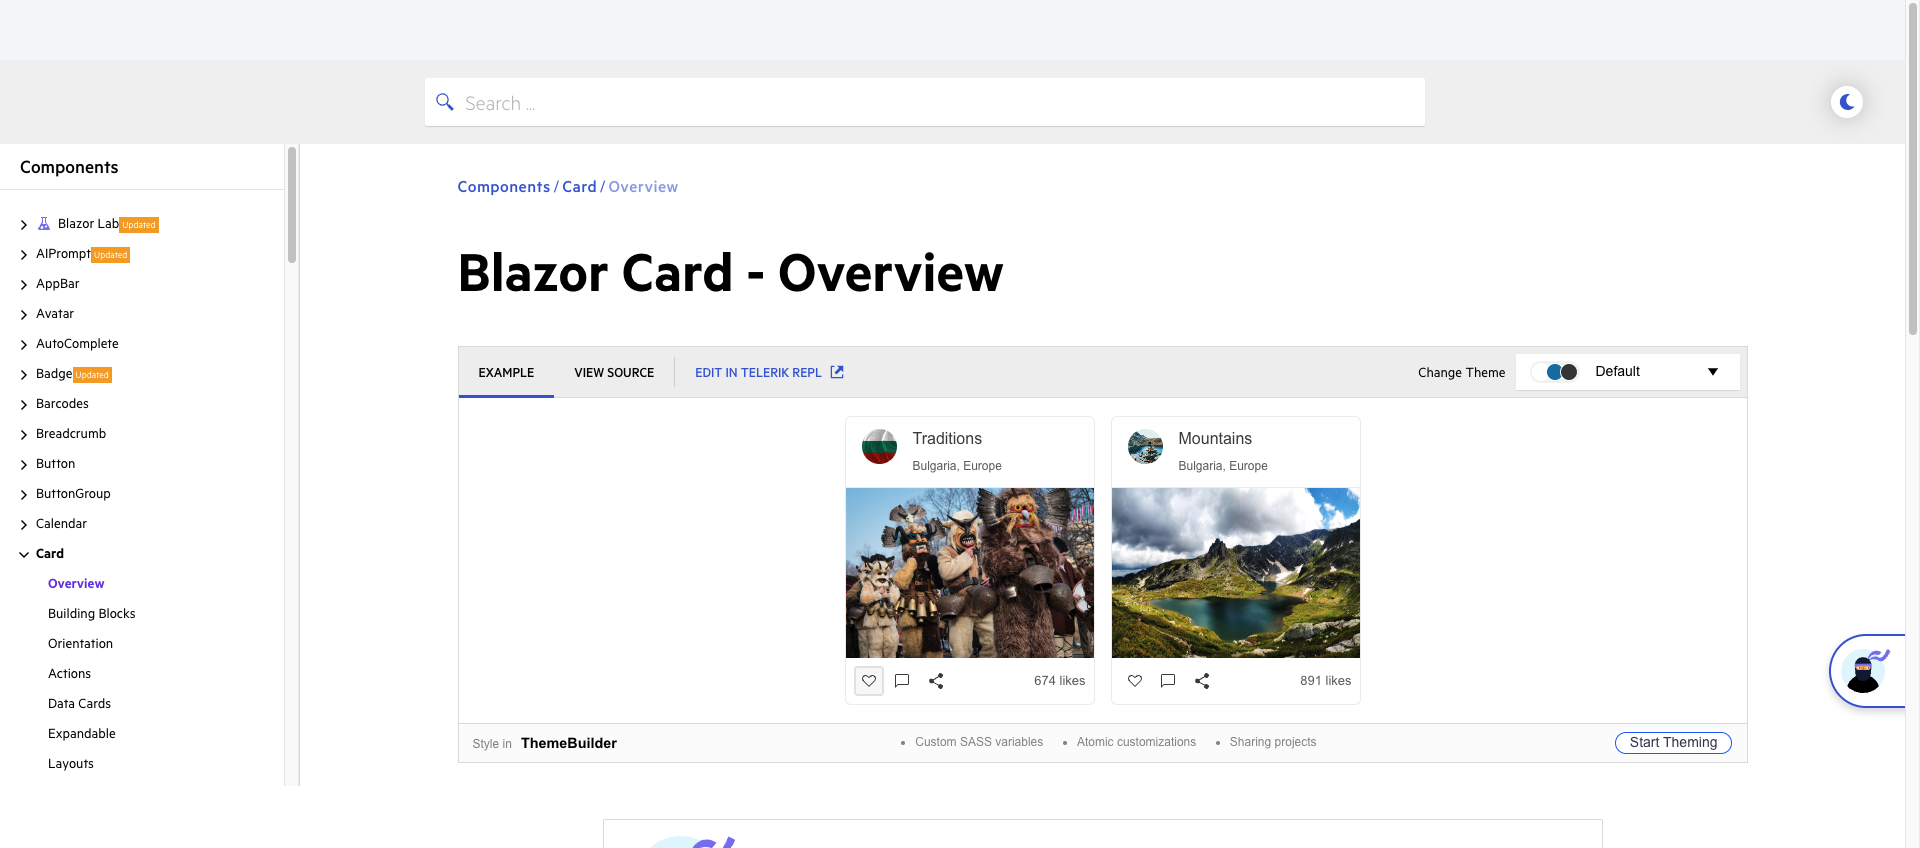 Search ...
Components
Blazor Lab Updated
AIPrompt Updated
AppBar
Avatar
AutoComplete
Badge Updated
Barcodes
Breadcrumb
Button
ButtonGroup
Calendar
Card
Overview
Building Blocks
Orientation
Actions
Data Cards
Expandable
Layouts
Components / Card / Overview
Blazor Card - Overview
EXAMPLE VIEW SOURCE EDIT IN TELERIK REPL Change Theme Default
Traditions
Bulgaria, Europe
674 likes
Mountains
Bulgaria, Europe
891 likes
Style in ThemeBuilder • Custom SASS variables • Atomic customizations • Sharing projects Start Theming